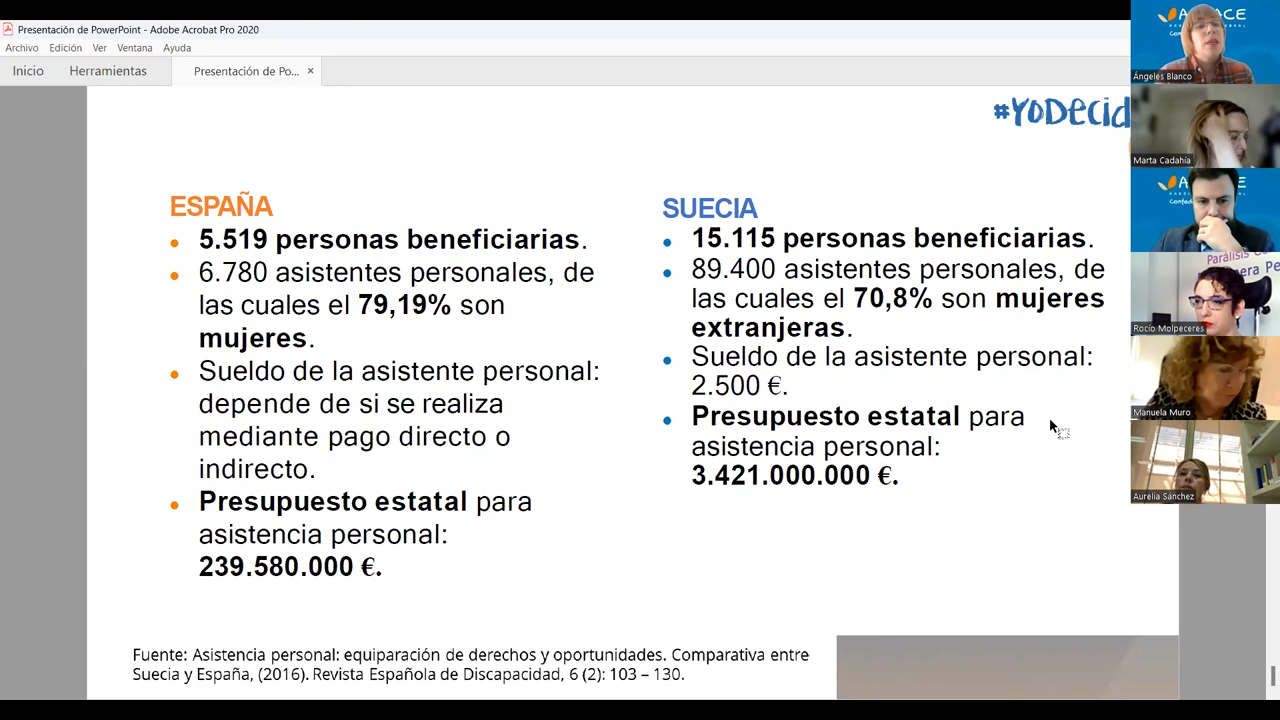 Presentación de PowerPoint - Adobe Acrobat Pro 2020
Archivo Edición Ver Ventana Ayuda
Inicio Herramientas Presentación de Po... ×
#YoDecid
ESPAÑA
• 5.519 personas beneficiarias.
• 6.780 asistentes personales, de
las cuales el 79,19% son
mujeres.
• Sueldo de la asistente personal:
depende de si se realiza
mediante pago directo o
indirecto.
• Presupuesto estatal para
asistencia personal:
239.580.000 €.
SUECIA
• 15.115 personas beneficiarias.
• 89.400 asistentes personales, de
las cuales el 70,8% son mujeres
extranjeras.
• Sueldo de la asistente personal:
2.500 €.
• Presupuesto estatal para
asistencia personal:
3.421.000.000 €.
Fuente: Asistencia personal: equiparación de derechos y oportunidades. Comparativa entre
Suecia y España, (2016). Revista Española de Discapacidad, 6 (2): 103 – 130.
Ángeles Blanco
Marta Cadahía
Parálisis C
Rocío Molpeceres
Manuela Muro
Aurelia Sánchez